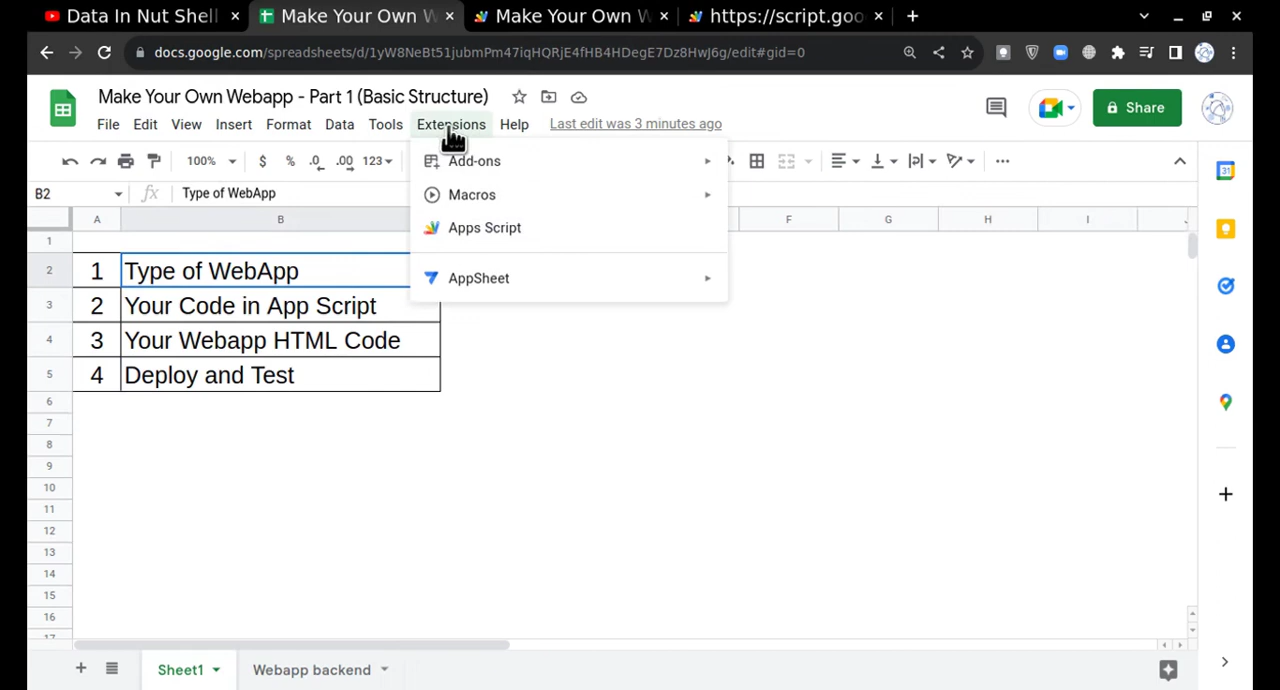 Data In Nut Shell
Make Your Own W
Make Your Own W
https://script.goo
docs.google.com/spreadsheets/d/1yW8NeBt51jubmPm47iqHQRjE4fHB4HDegE7Dz8HwJ6g/edit#gid=0
Make Your Own Webapp - Part 1 (Basic Structure)
Share
File Edit View Insert Format Data Tools Extensions Help Last edit was 3 minutes ago
100% $ % .0 .00 123
Add-ons
B2 Type of WebApp
Macros
A B F G H I
Apps Script
1
2 1 Type of WebApp
AppSheet
3 2 Your Code in App Script
4 3 Your Webapp HTML Code
5 4 Deploy and Test
6
7
8
9
10
11
12
13
14
15
16
17
Sheet1 Webapp backend
31